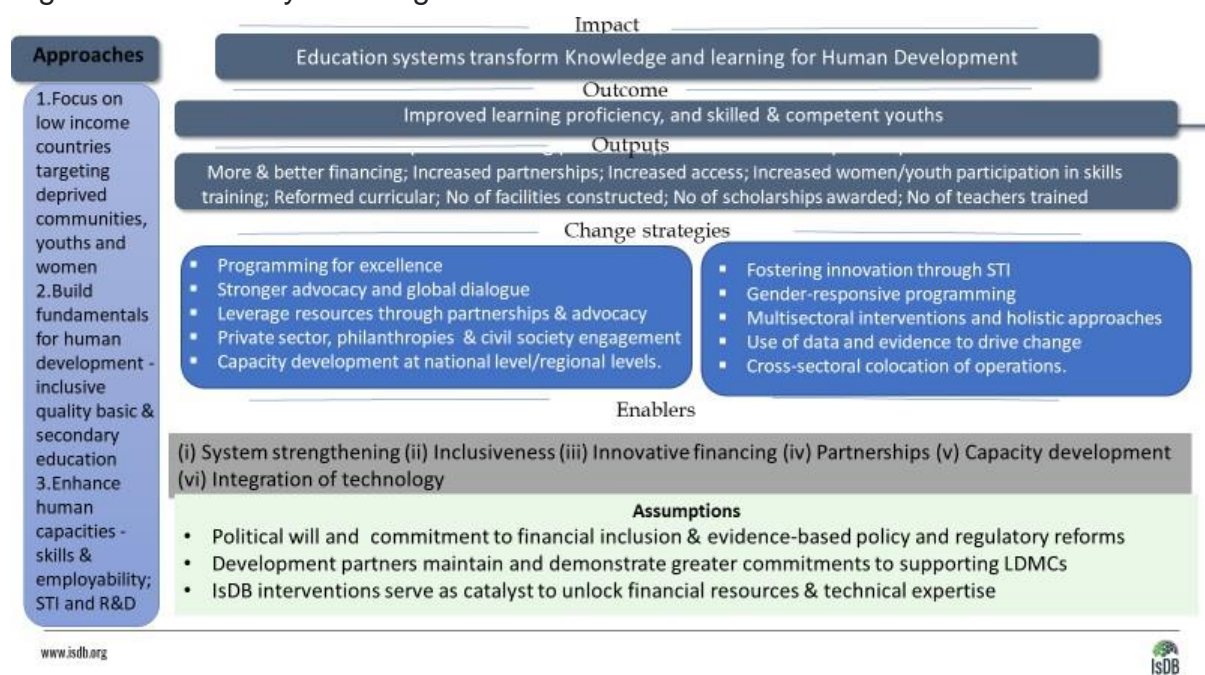 Impact
Approaches
Education systems transform Knowledge and learning for Human Development
Outcome
Improved learning proficiency, and skilled & competent youths
Outputs
More & better financing; Increased partnerships; Increased access; Increased women/youth participation in skills
training; Reformed curricular; No of facilities constructed; No of scholarships awarded; No of teachers trained
Change strategies
▪ Programming for excellence
▪ Stronger advocacy and global dialogue
▪ Leverage resources through partnerships & advocacy
▪ Private sector, philanthropies & civil society engagement
▪ Capacity development at national level/regional levels.
▪ Fostering innovation through STI
▪ Gender-responsive programming
▪ Multisectoral interventions and holistic approaches
▪ Use of data and evidence to drive change
▪ Cross-sectoral colocation of operations.
Enablers
(i) System strengthening (ii) Inclusiveness (iii) Innovative financing (iv) Partnerships (v) Capacity development
(vi) Integration of technology
Assumptions
• Political will and commitment to financial inclusion & evidence-based policy and regulatory reforms
• Development partners maintain and demonstrate greater commitments to supporting LDMCs
• IsDB interventions serve as catalyst to unlock financial resources & technical expertise
1.Focus on
low income
countries
targeting
deprived
communities,
youths and
women
2.Build
fundamentals
for human
development -
inclusive
quality basic &
secondary
education
3.Enhance
human
capacities -
skills &
employability;
STI and R&D
www.isdb.org
IsDB